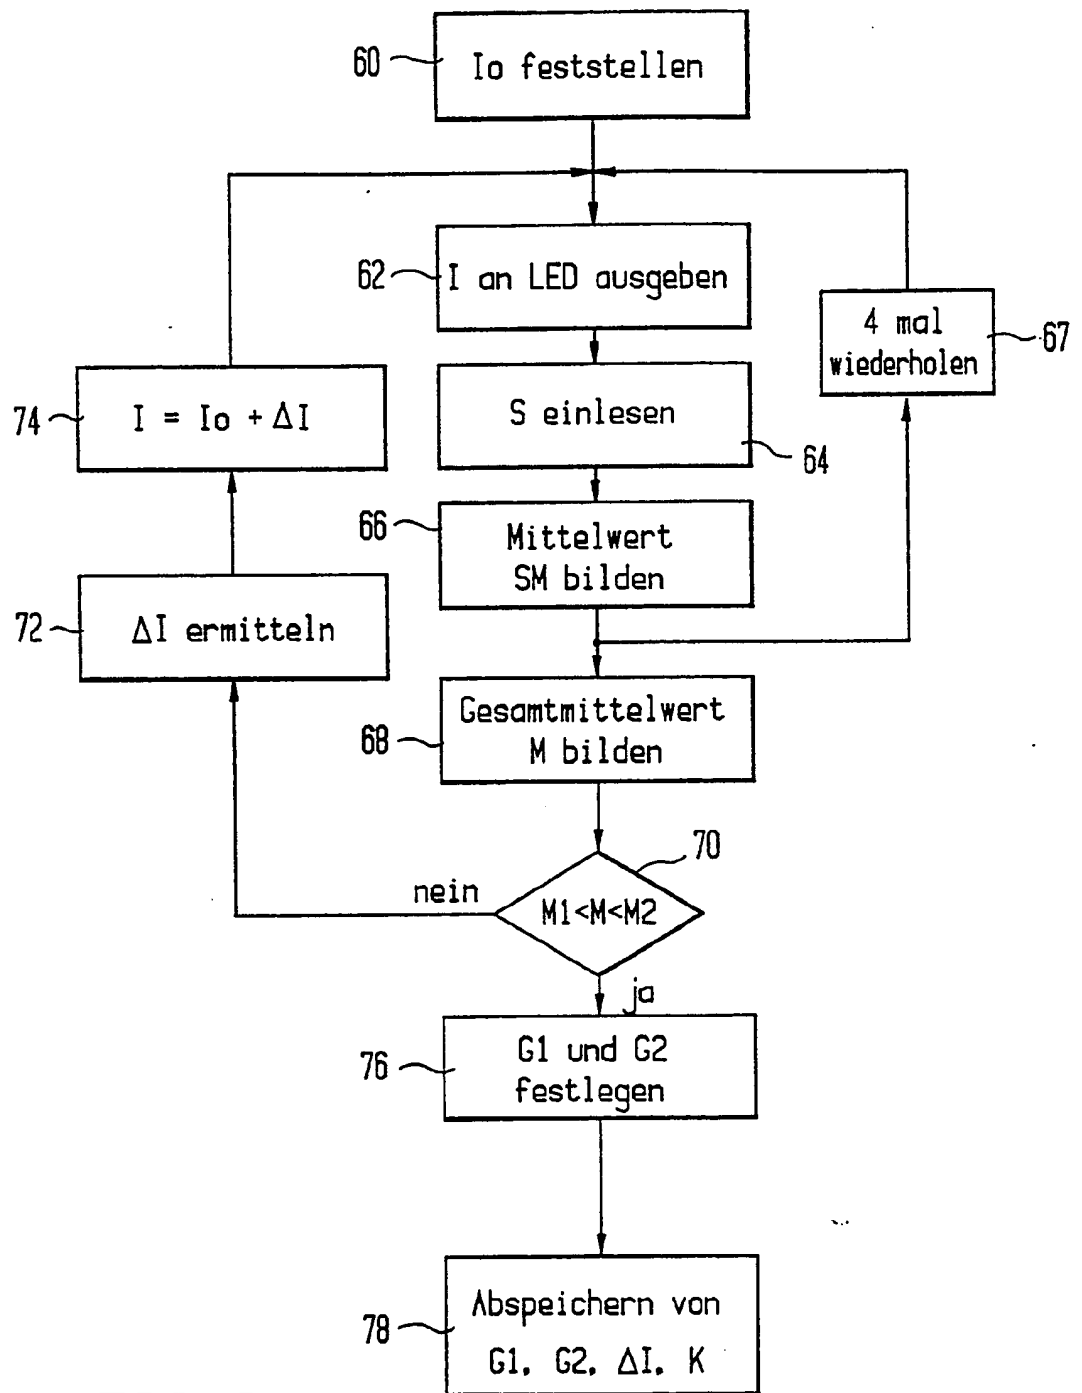 60
Io feststellen
62
I an LED ausgeben
4 mal
wiederholen
67
74
I = Io + ΔI
S einlesen
64
66
Mittelwert
SM bilden
72
ΔI ermitteln
68
Gesamtmittelwert
M bilden
70
nein
M1<M<M2
ja
76
G1 und G2
festlegen
78
Abspeichern von
G1, G2, ΔI, K